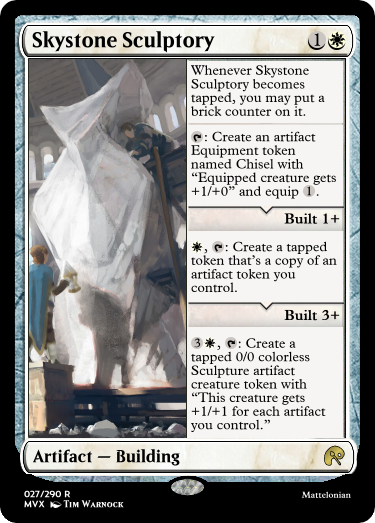 Skystone Sculptory 1
Whenever Skystone
Sculptory becomes
tapped, you may put a
brick counter on it.
: Create an artifact
Equipment token
named Chisel with
“Equipped creature gets
+1/+0” and equip 1.
Built 1+
, : Create a tapped
token that's a copy of an
artifact token you
control.
Built 3+
3 , : Create a
tapped 0/0 colorless
Sculpture artifact
creature token with
“This creature gets
+1/+1 for each artifact
you control.”
Artifact — Building
027/290 R
MVX TIM WARNOCK
Mattelonian